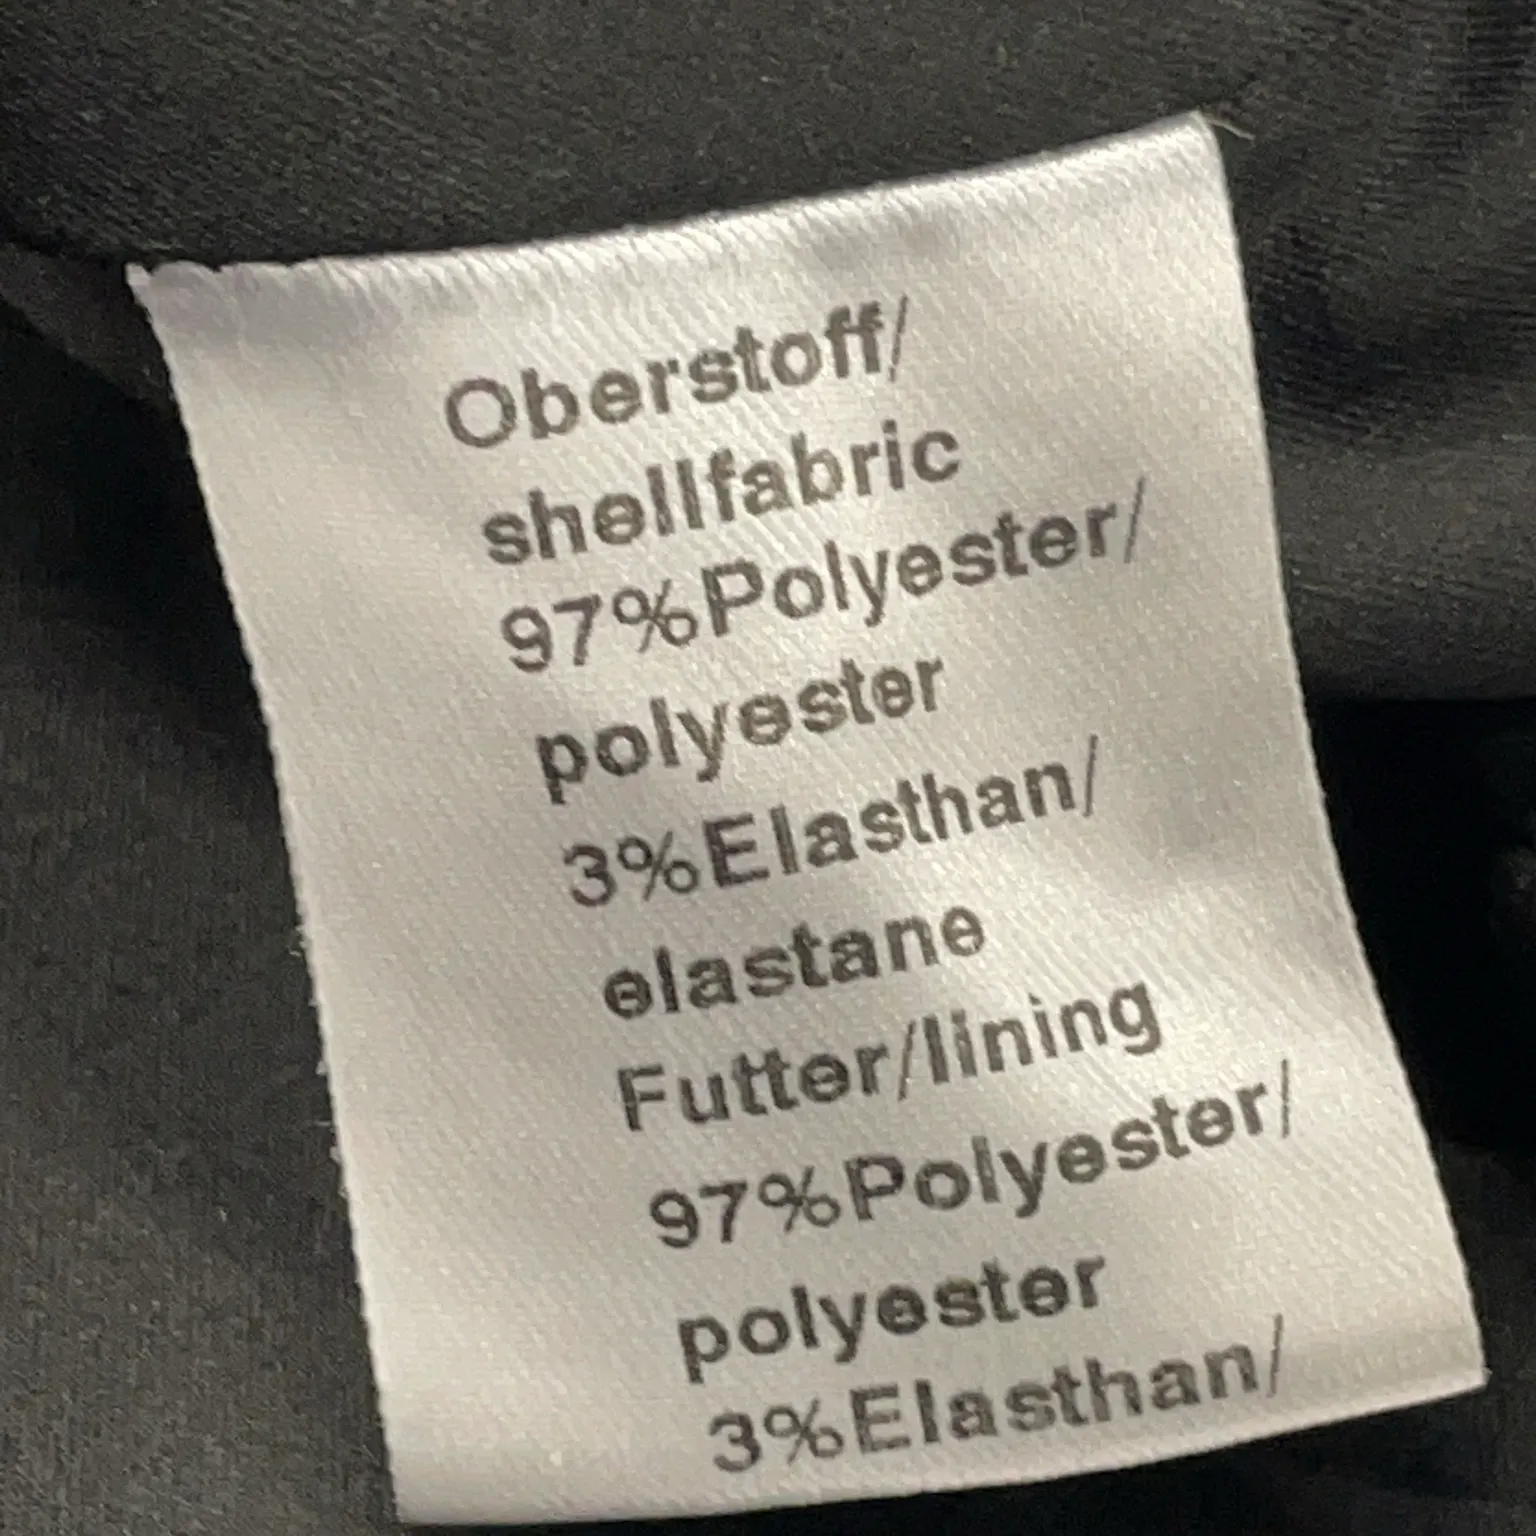 Oberstoff/
shellfabric
97%Polyester/
polyester
3%Elasthan/
elastane
Futter/lining
97%Polyester/
polyester
3%Elasthan/